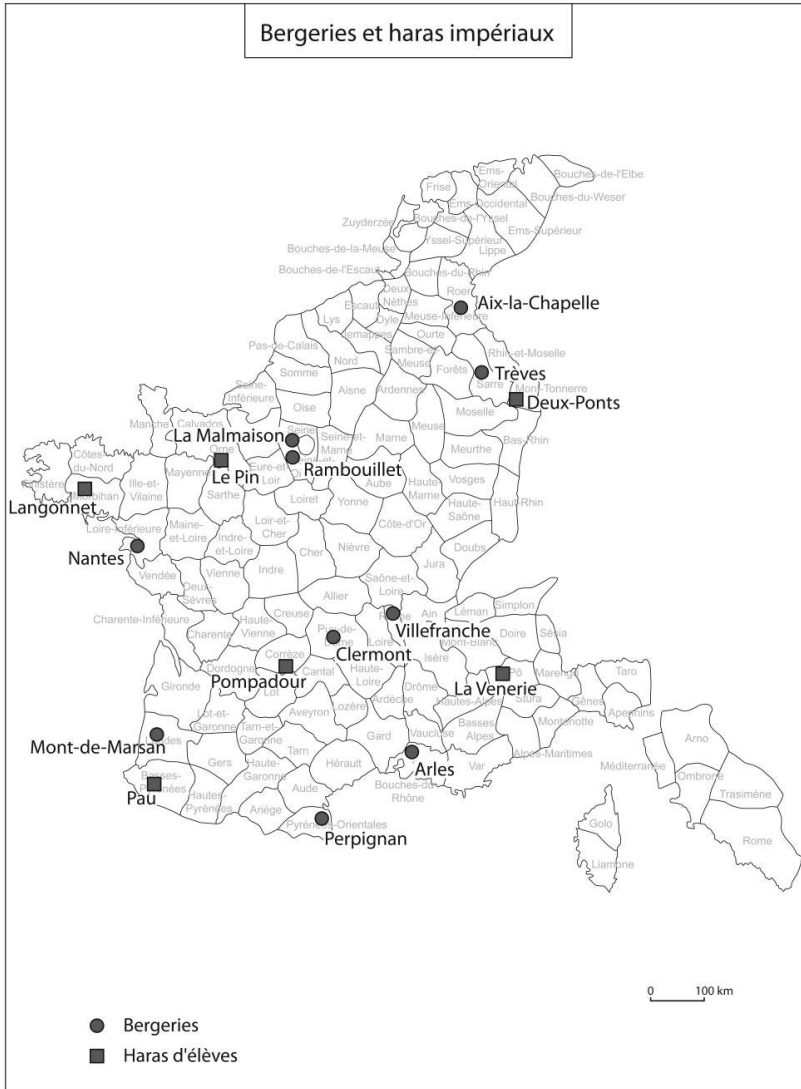 Bergeries et haras impériaux
Bouches-de-l'Elbe
Ems-
Oriental
Frise
Bouches-du-Weser
Ems-Occidental
Bouches-de-l'Yssel
Zuyderzée
Ems-Supérieur
Yssel-Supérieur
Lippe
Bouches-de-la-Meuse
Bouches-de-l'Escaut
Bouches-du-Rhin
Roer
Deux-
Nèthes
Aix-la-Chapelle
Escaut
Meuse-Inférieure
Lys
Dyle
Jemappes
Ourte
Pas-de-Calais
Sambre-et-
Meuse
Rhin-et-Moselle
Nord
Forêts
Trèves
Somme
Sarre
Mont-Tonnerre
Seine-
Inférieure
Aisne
Ardennes
Deux-Ponts
Oise
Moselle
Manche
Calvados
La Malmaison
Seine
Seine-et-
Marne
Marne
Meuse
Bas-Rhin
Côtes-
du-Nord
Orne
Meurthe
Rambouillet
Mayenne
Le Pin
Eure-et-
Loir
Finistère
Ille-et-
Vilaine
Aube
Haute-
Marne
Vosges
Langonnet
Morbihan
Sarthe
Loiret
Yonne
Haut-Rhin
Haute-
Saône
Loire-Inférieure
Maine-
et-Loire
Loir-et-
Cher
Côte-d'Or
Indre-
et-Loire
Nantes
Cher
Nièvre
Doubs
Vendée
Vienne
Indre
Jura
Deux-
Sèvres
Saône-et-
Loire
Allier
Simplon
Charente-Inférieure
Creuse
Rhône
Ain
Léman
Haute-
Vienne
Villefranche
Charente
Puy-de-
Dôme
Loire
Mont-Blanc
Doire
Sésia
Clermont
Isère
Corrèze
Dordogne
Pompadour
Cantal
Haute-
Loire
Pô
Marengo
Taro
La Venerie
Gironde
Lot
Drôme
Hautes-Alpes
Stura
Gênes
Ardèche
Apennins
Lot-et-
Garonne
Aveyron
Lozère
Montenotte
Basses
Alpes
Mont-de-Marsan
Landes
Tarn-et-
Garonne
Gard
Vaucluse
Arno
Tarn
Alpes-Maritimes
Gers
Haute-
Garonne
Hérault
Arles
Var
Méditerranée
Basses-
Pyrénées
Ombrone
Pau
Bouches-du-
Rhône
Aude
Hautes-
Pyrénées
Trasimène
Ariège
Pyrénées-Orientales
Golo
Perpignan
Rome
Liamone
0 100 km
Bergeries
Haras d'élèves